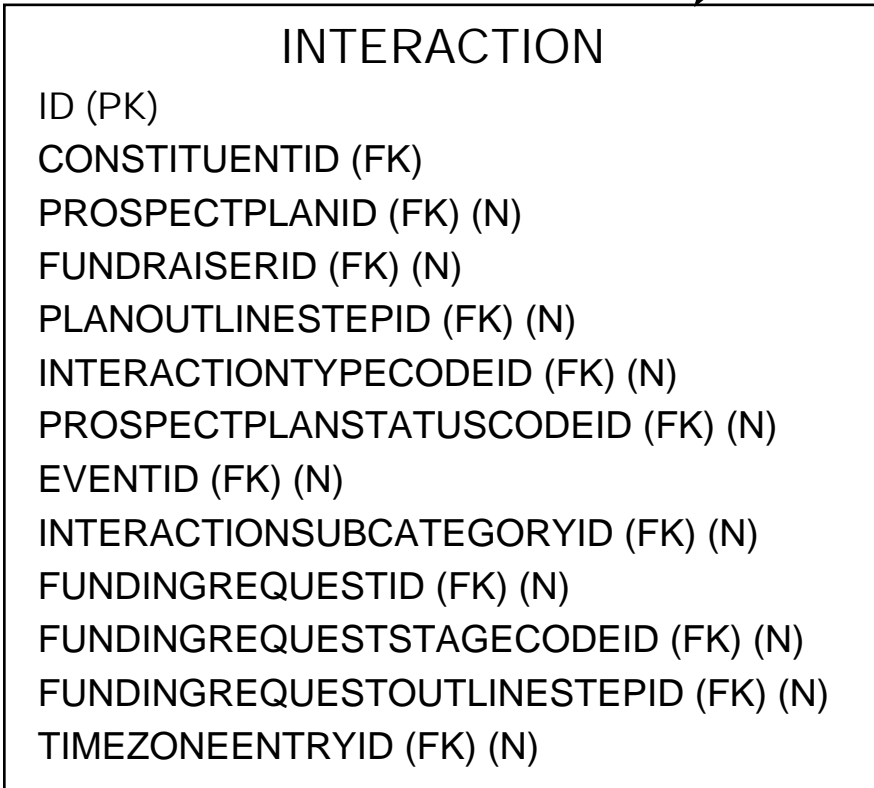 INTERACTION
ID (PK)
CONSTITUENTID (FK)
PROSPECTPLANID (FK) (N)
FUNDRAISERID (FK) (N)
PLANOUTLINESTEPID (FK) (N)
INTERACTIONTYPECODEID (FK) (N)
PROSPECTPLANSTATUSCODEID (FK) (N)
EVENTID (FK) (N)
INTERACTIONSUBCATEGORYID (FK) (N)
FUNDINGREQUESTID (FK) (N)
FUNDINGREQUESTSTAGECODEID (FK) (N)
FUNDINGREQUESTOUTLINESTEPID (FK) (N)
TIMEZONEENTRYID (FK) (N)